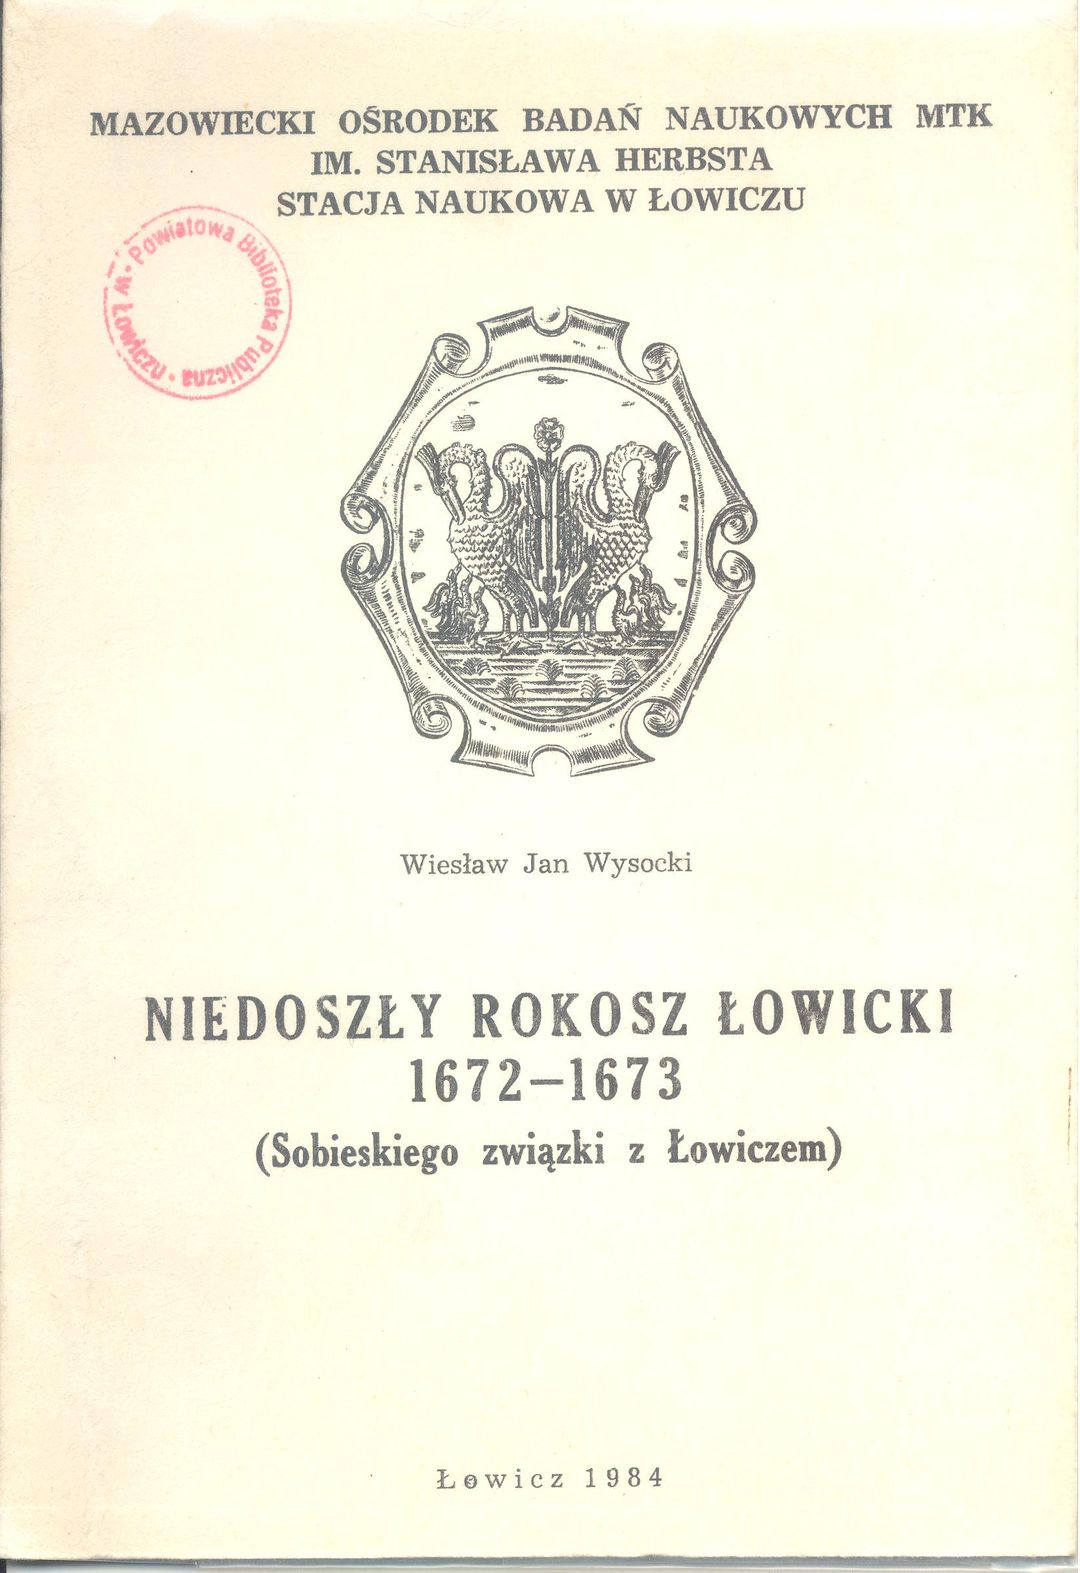 MAZOWIECKI OŚRODEK BADAŃ NAUKOWYCH MTK
IM. STANISŁAWA HERBSTA
STACJA NAUKOWA W ŁOWICZU
Powiatowa Biblioteka Publiczna • w Łowiczu •
Wiesław Jan Wysocki
NIEDOSZŁY ROKOSZ ŁOWICKI
1672—1673
(Sobieskiego związki z Łowiczem)
Łowicz 1984